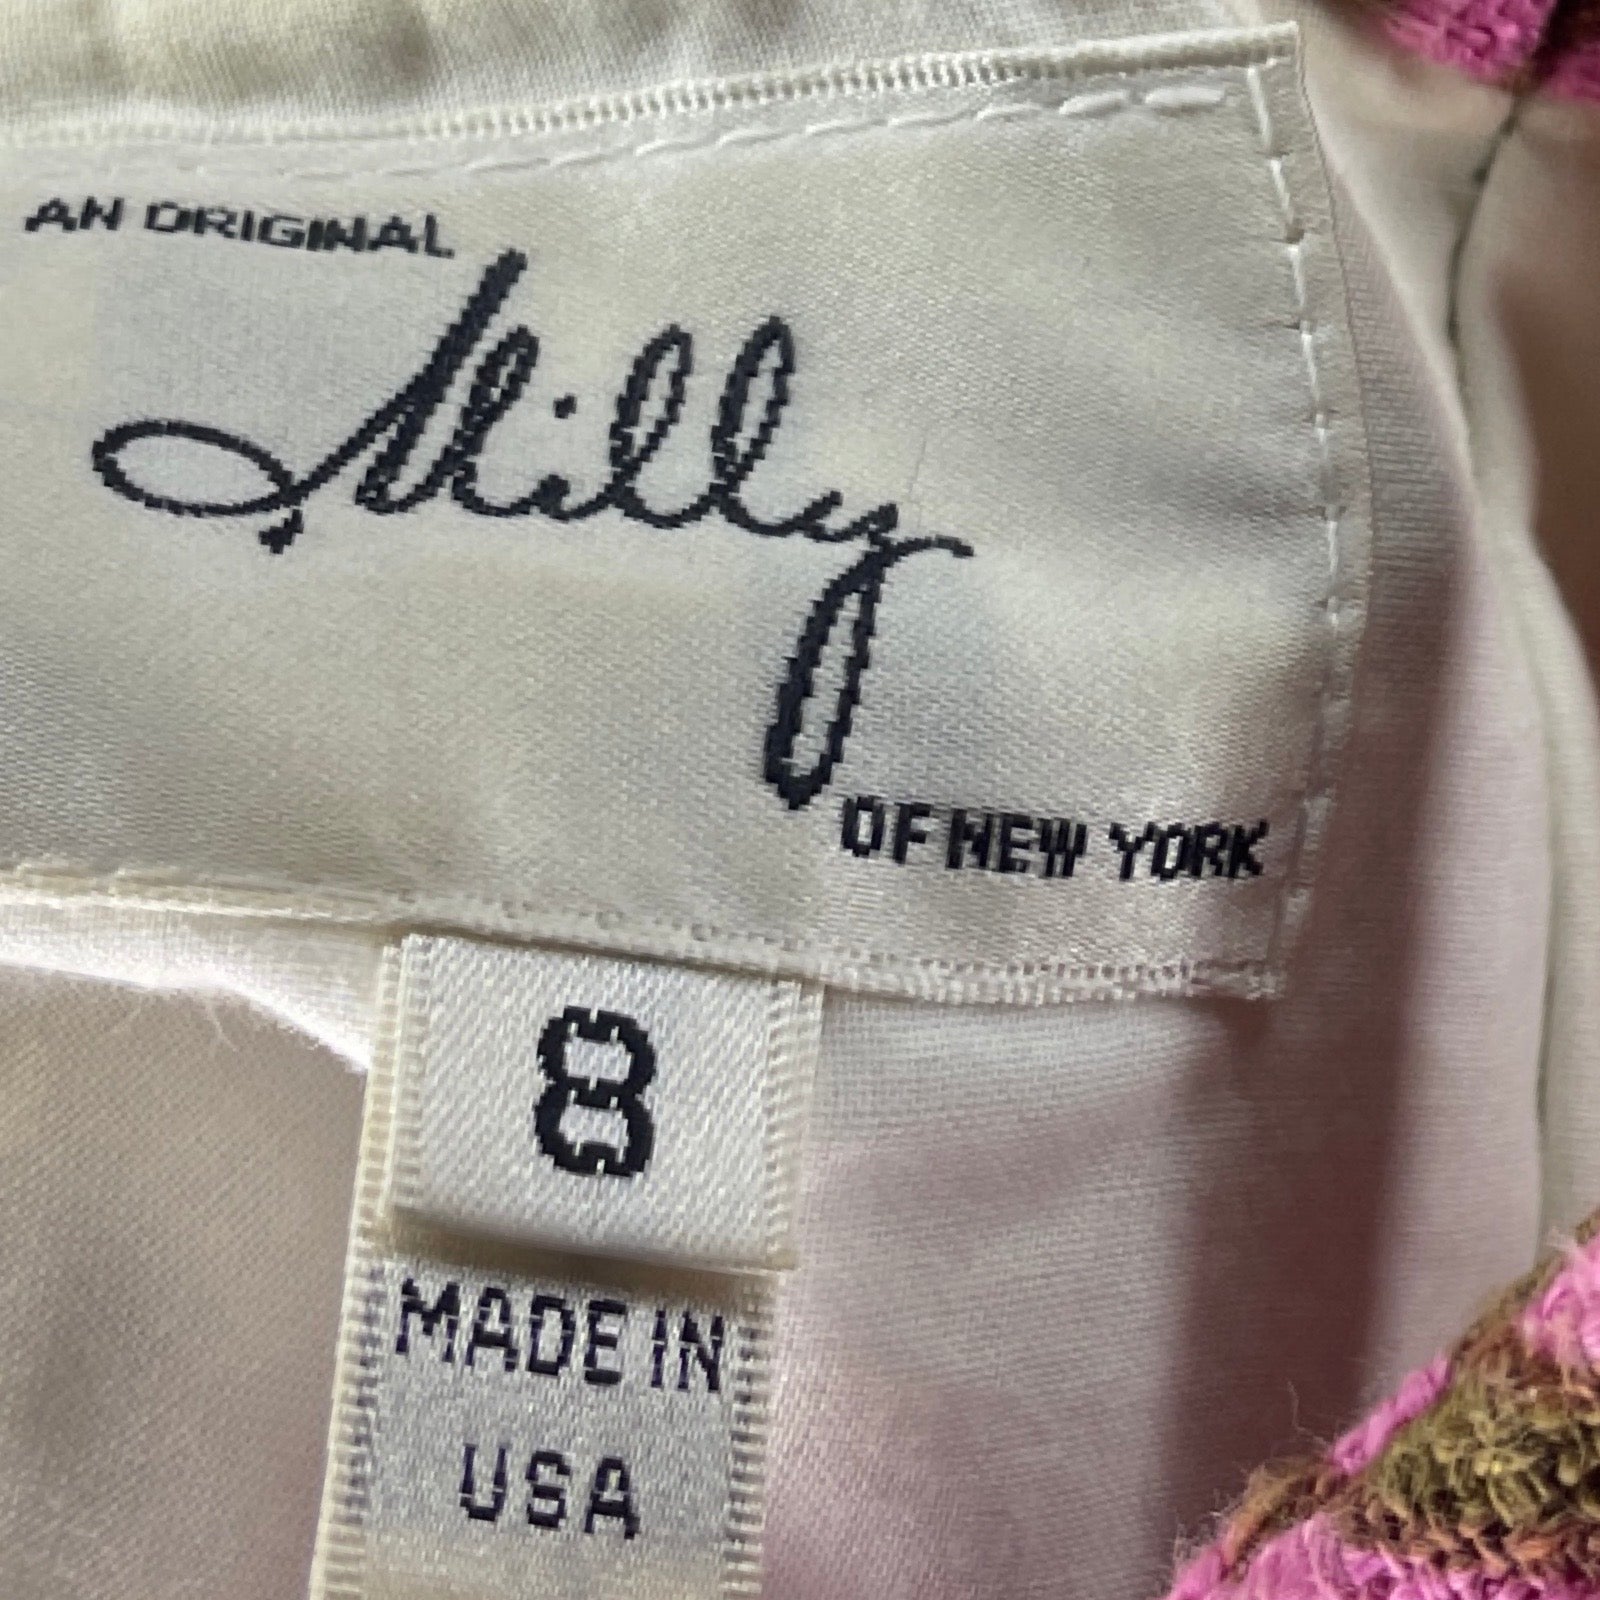 AN ORIGINAL
Milly
OF NEW YORK
8
MADE IN
USA